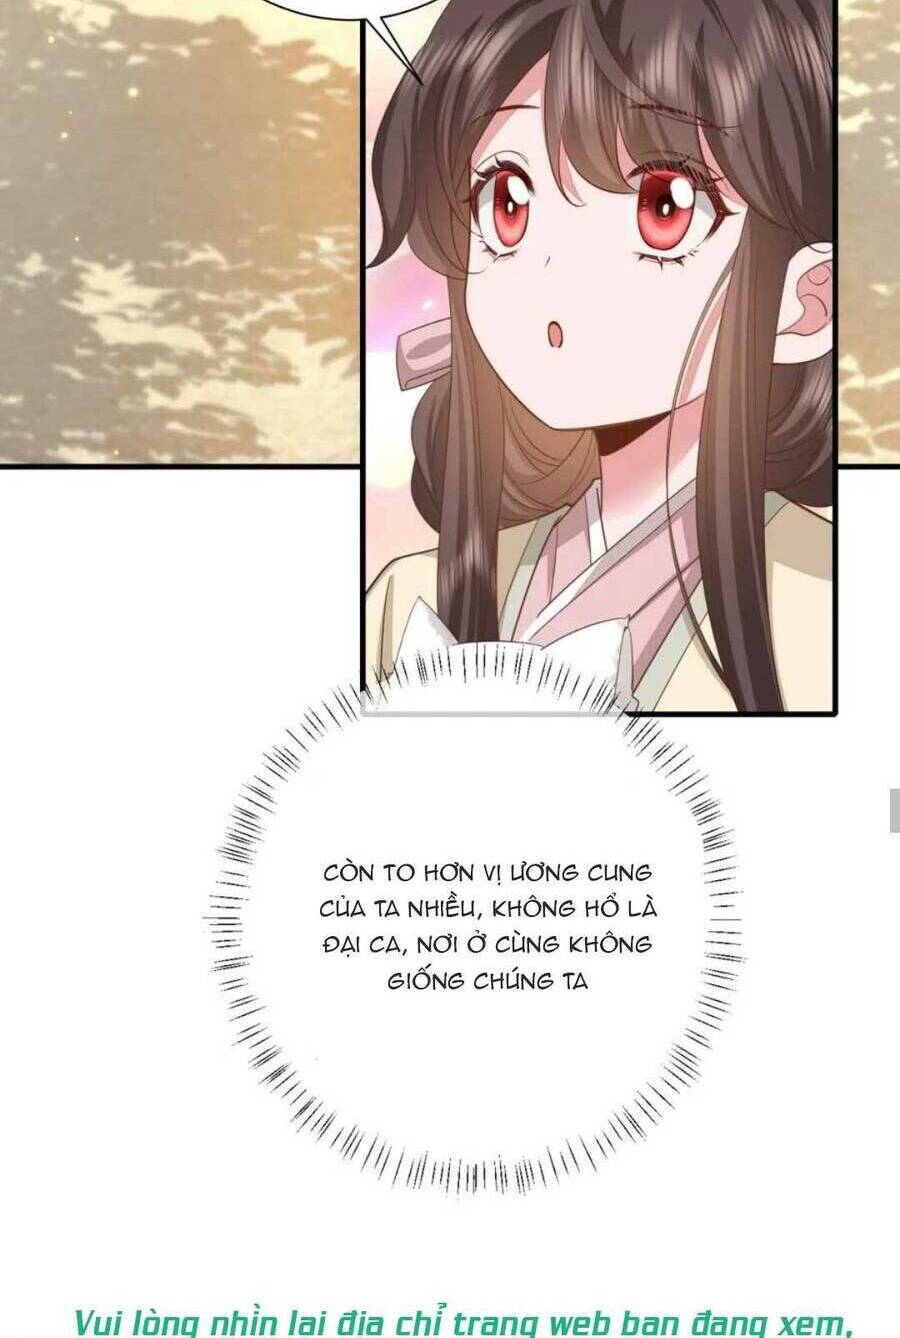 CÒN TO HƠN VỊ ƯƠNG CUNG
CỦA TA NHIỀU, KHÔNG HỔ LÀ
ĐẠI CA, NƠI Ở CÙNG KHÔNG
GIỐNG CHÚNG TA
Vui lòng nhìn lại địa chỉ trang web bạn đang xem,